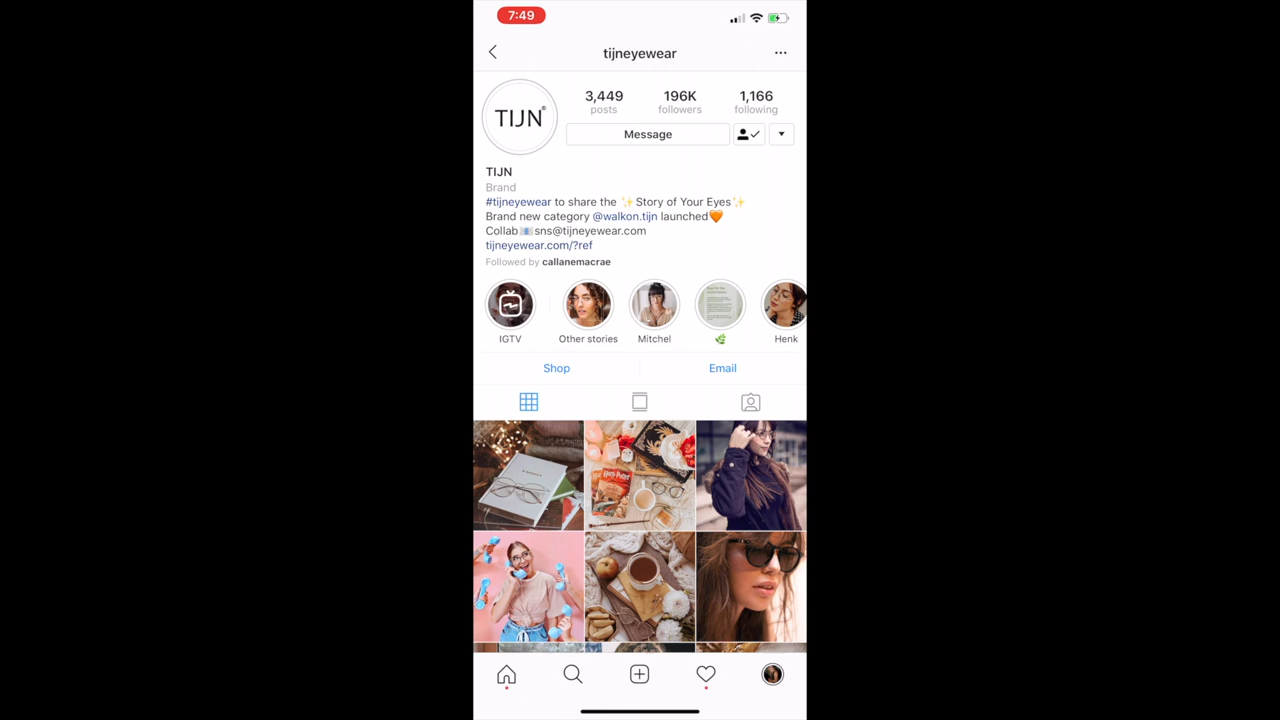 7:49
tijneyewear
TIJN®
3,449 196K 1,166
posts followers following
Message
TIJN
Brand
#tijneyewear to share the ✨Story of Your Eyes✨
Brand new category @walkon.tijn launched🧡
Collab📧sns@tijneyewear.com
tijneyewear.com/?ref
Followed by callanemacrae
IGTV Other stories Mitchel 🌿 Henk
Shop Email